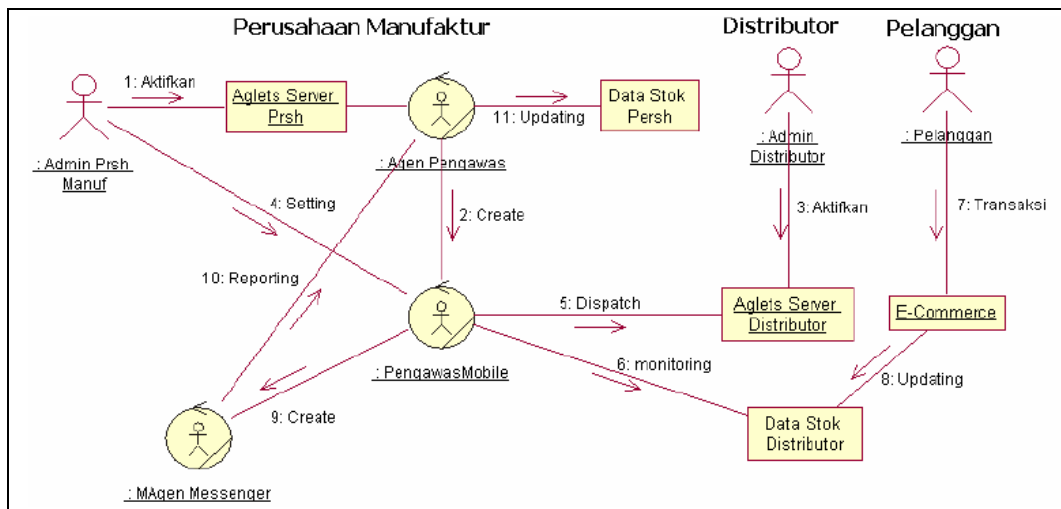 Perusahaan Manufaktur
Distributor
Pelanggan
1: Aktifkan
Aglets Server
Prsh
11: Updating
Data Stok
Persh
: Admin Prsh
Manuf
: Agen Pengawas
: Admin
Distributor
: Pelanggan
4: Setting
2: Create
3: Aktifkan
7: Transaksi
10: Reporting
5: Dispatch
Aglets Server
Distributor
E-Commerce
: PengawasMobile
6: monitoring
8: Updating
9: Create
Data Stok
Distributor
: MAgen Messenger